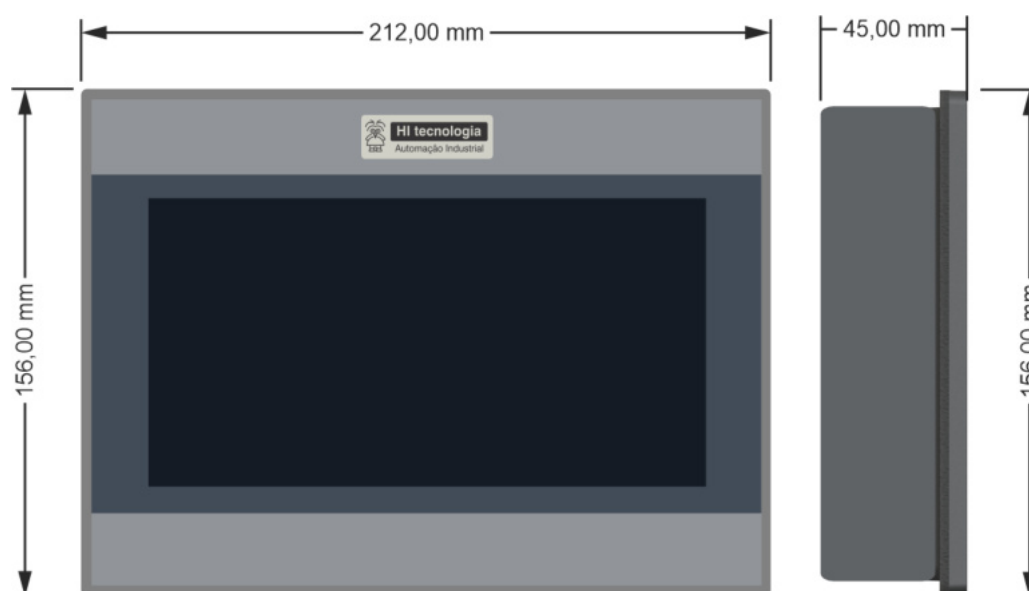 212,00 mm
45,00 mm
HI tecnologia
Automação Industrial
156,00 mm
156,00 mm